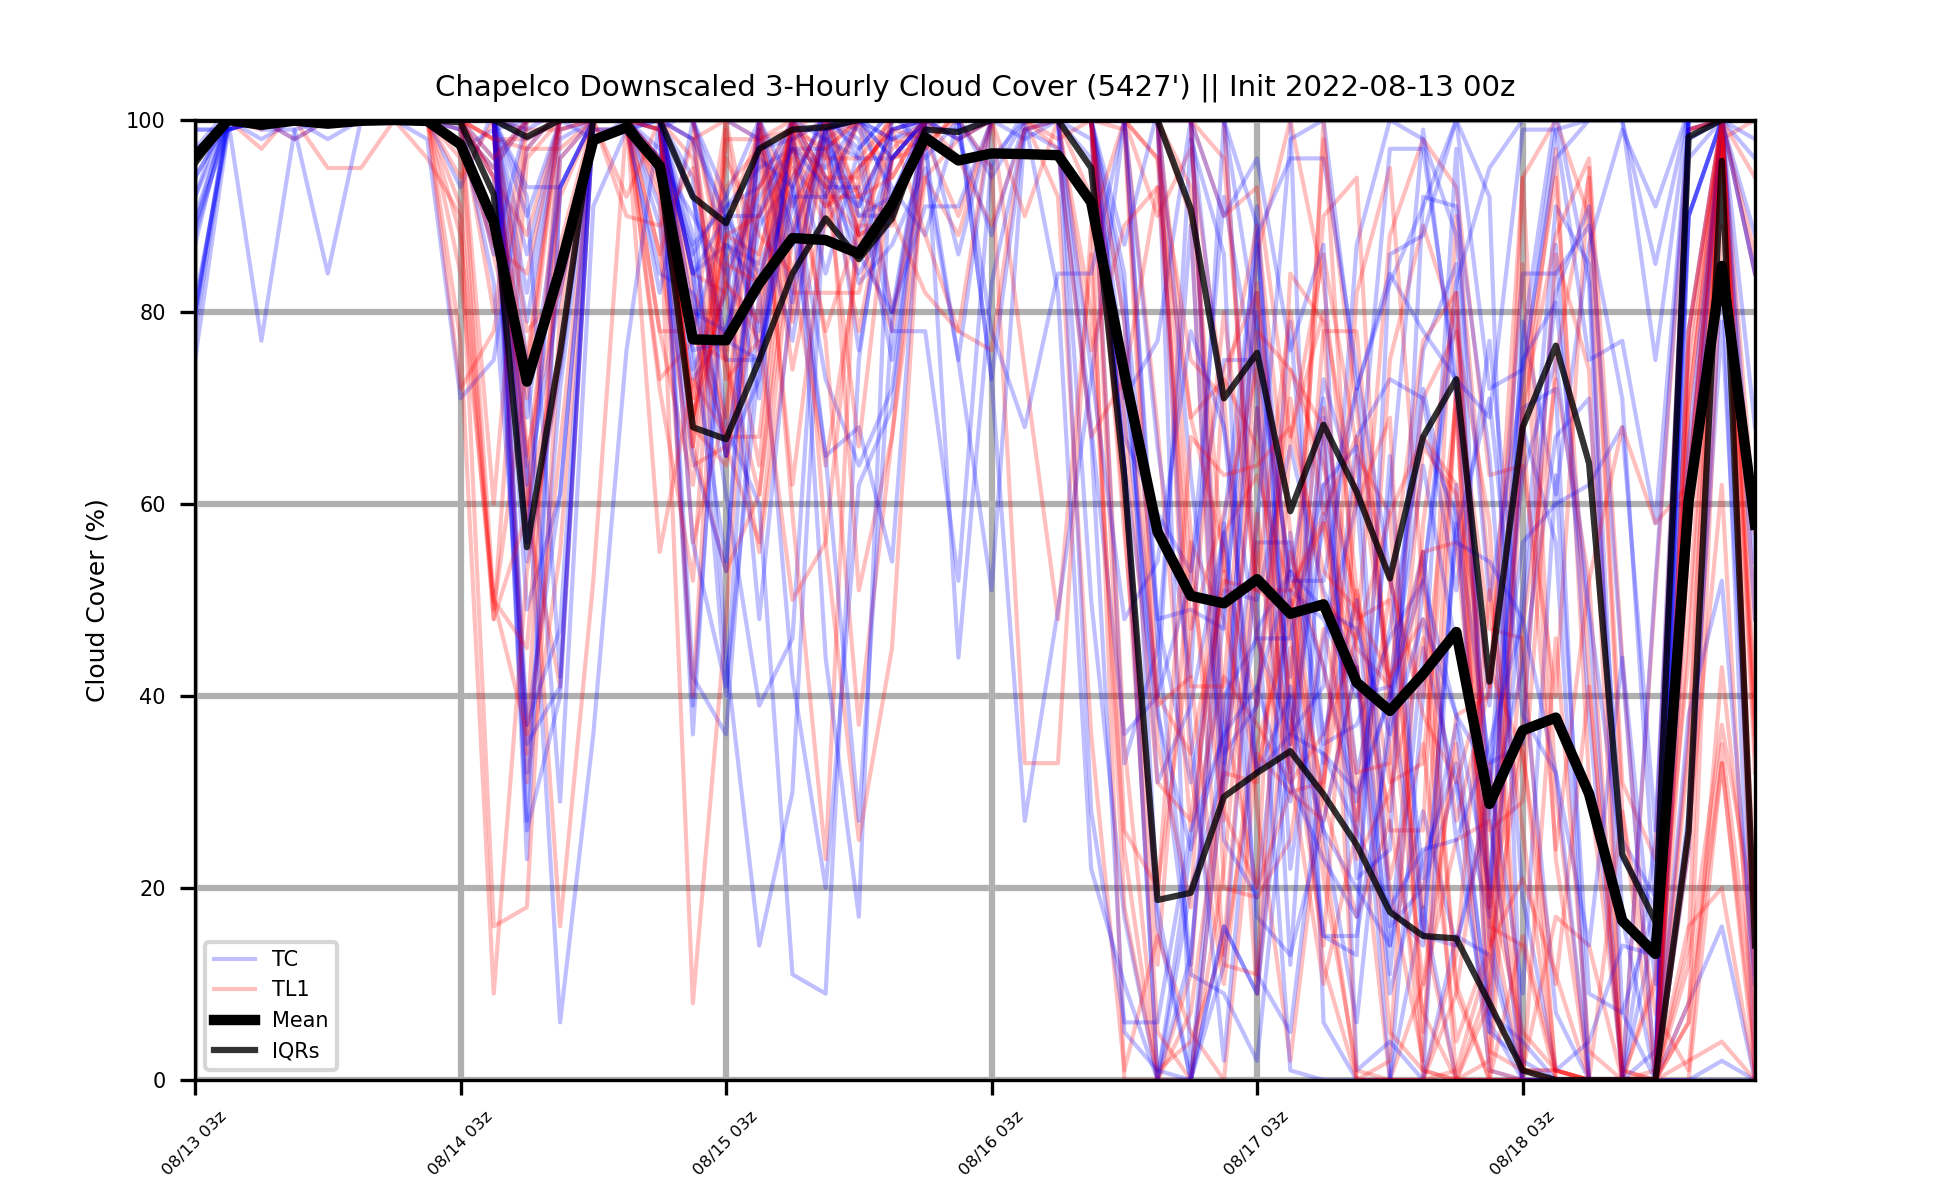 Chapelco Downscaled 3-Hourly Cloud Cover (5427') || Init 2022-08-13 00z
Cloud Cover (%)
100
80
60
40
20
0
TC
TL1
Mean
IQRs
08/13 03z
08/14 03z
08/15 03z
08/16 03z
08/17 03z
08/18 03z